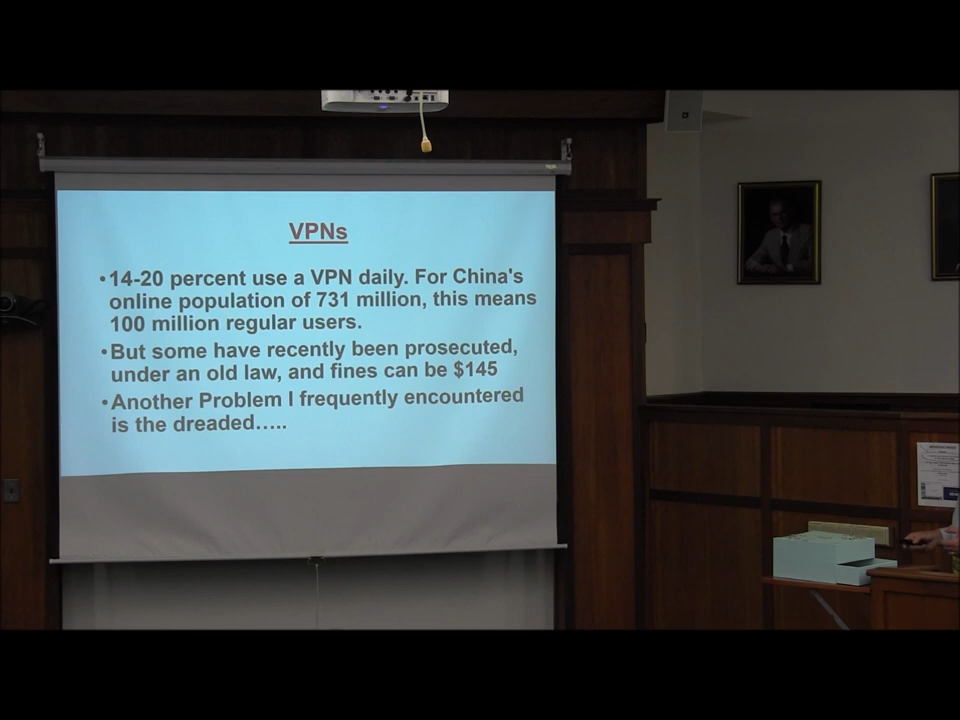 VPNs
•14-20 percent use a VPN daily. For China's
online population of 731 million, this means
100 million regular users.
•But some have recently been prosecuted,
under an old law, and fines can be $145
•Another Problem I frequently encountered
is the dreaded…..